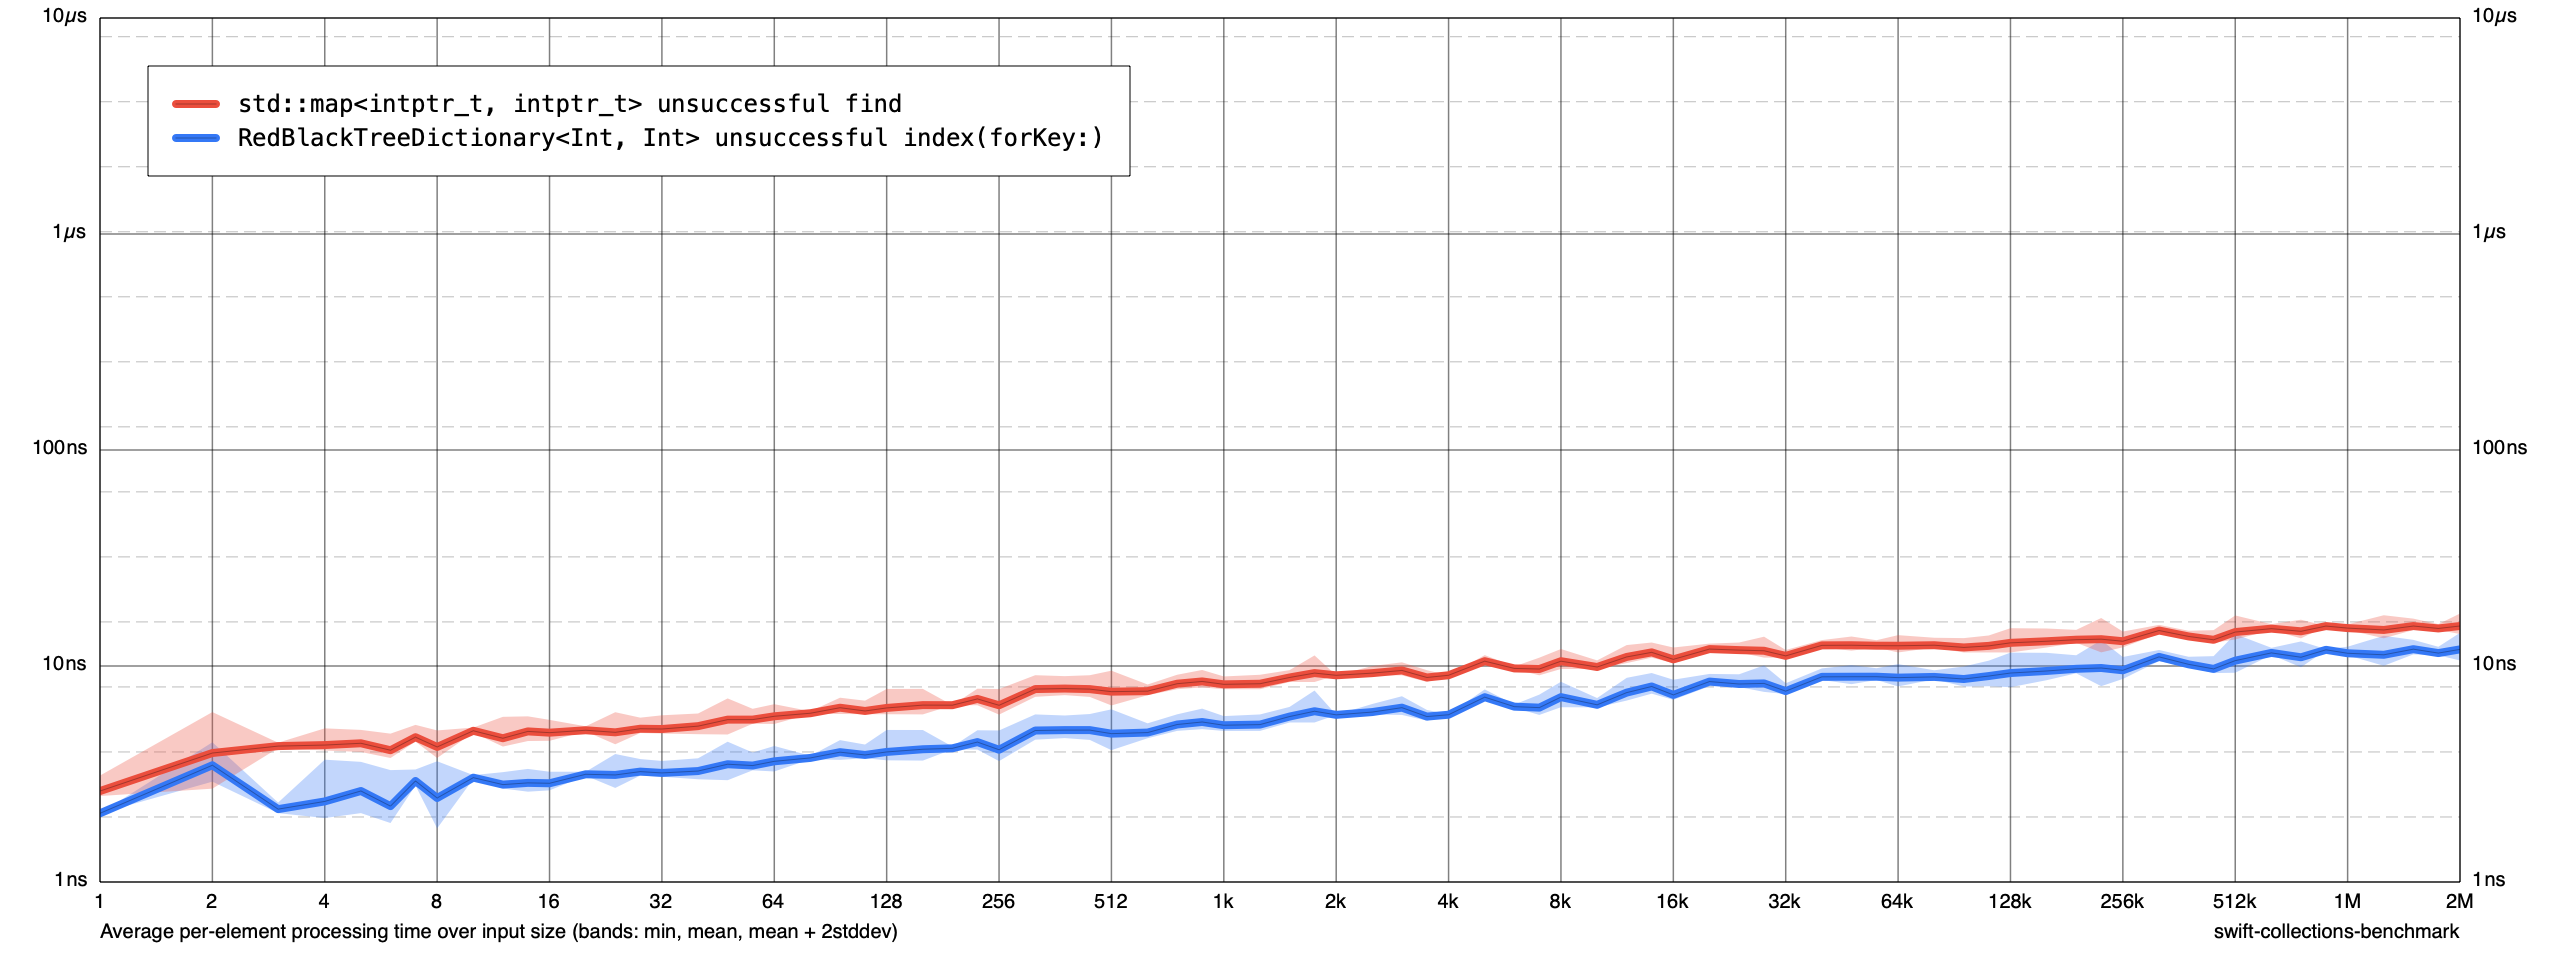 10µs
10µs
std::map<intptr_t, intptr_t> unsuccessful find
RedBlackTreeDictionary<Int, Int> unsuccessful index(forKey:)
1µs
1µs
100ns
100ns
10ns
10ns
1ns
1ns
1 2 4 8 16 32 64 128 256 512 1k 2k 4k 8k 16k 32k 64k 128k 256k 512k 1M 2M
Average per-element processing time over input size (bands: min, mean, mean + 2stddev)
swift-collections-benchmark